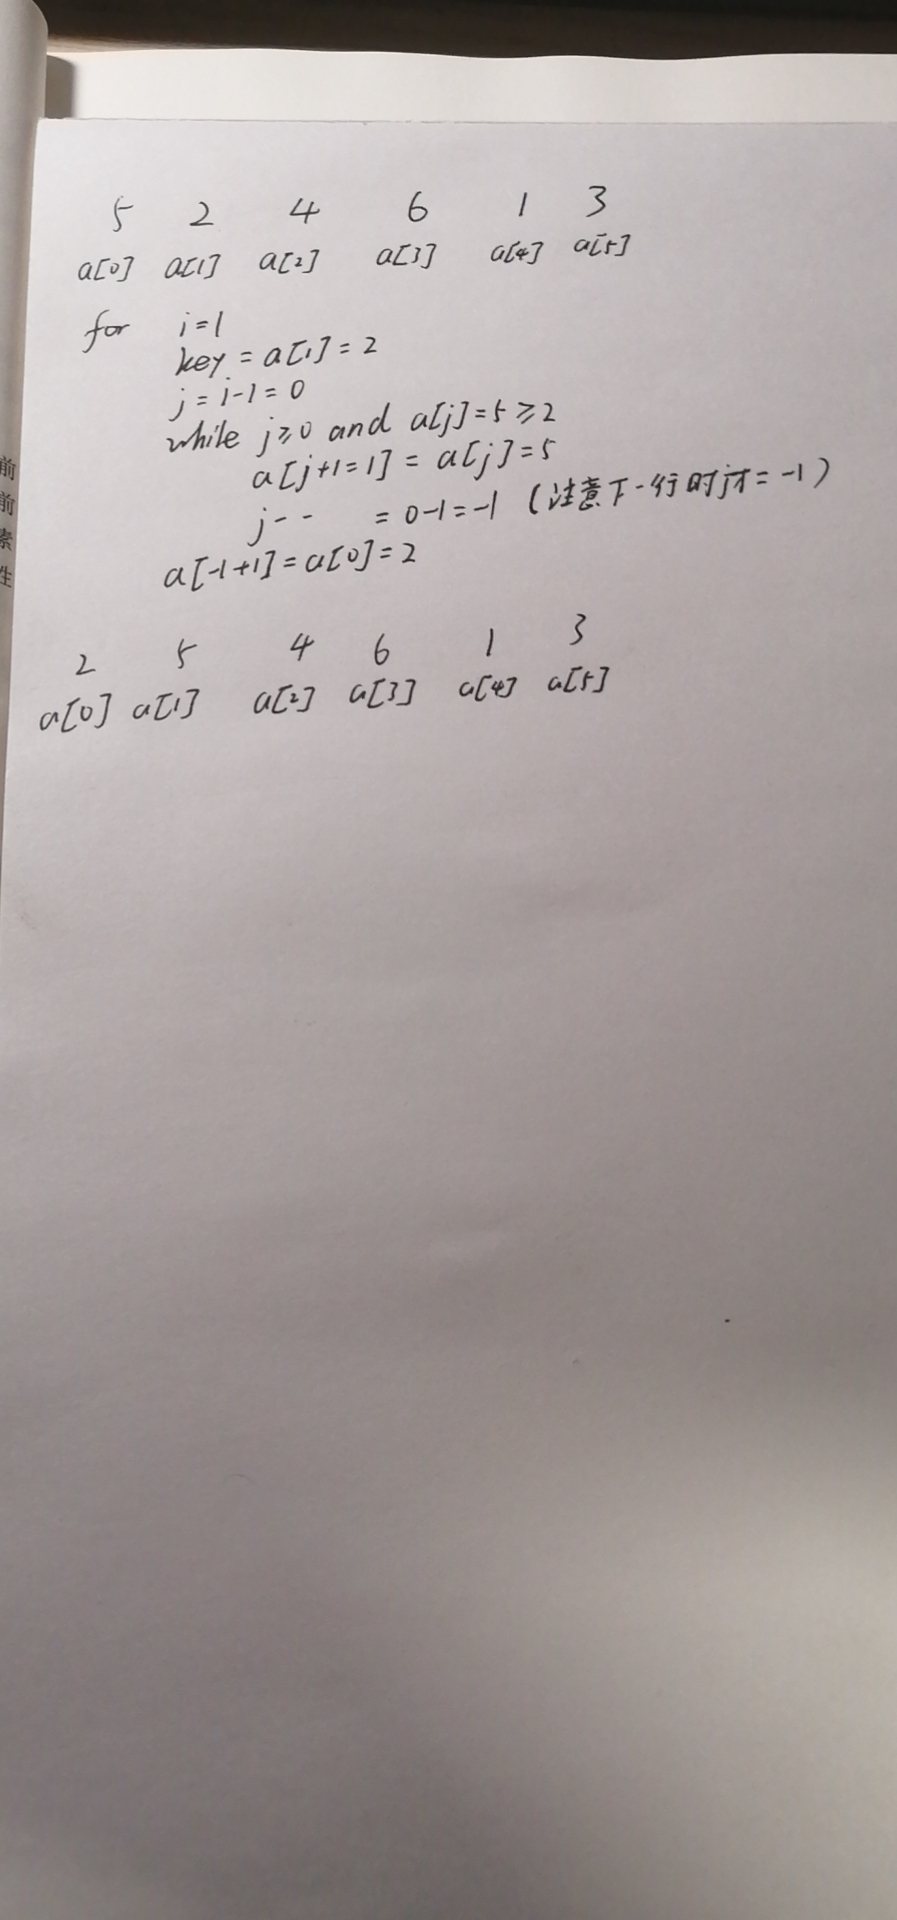 5 2 4 6 1 3
a[0] a[1] a[2] a[3] a[4] a[5]
for i=1
key = a[1] = 2
j = i-1 = 0
while j≥0 and a[j]=5≥2
a[j+1=1] = a[j]=5
j-- = 0-1=-1 (注意下一行时j才=-1)
a[-1+1]=a[0]=2
2 5 4 6 1 3
a[0] a[1] a[2] a[3] a[4] a[5]
前
前
素
性